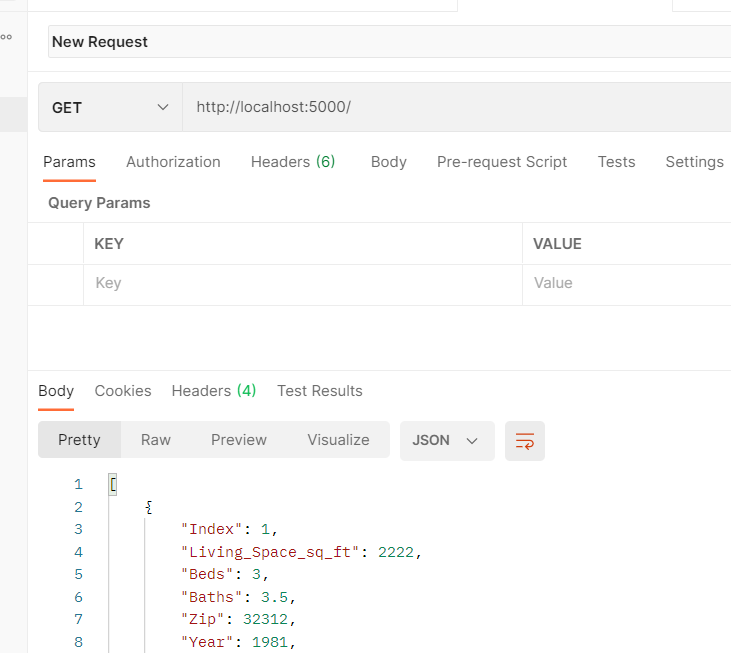 New Request
GET http://localhost:5000/
Params Authorization Headers (6) Body Pre-request Script Tests Settings
Query Params
KEY VALUE
Key Value
Body Cookies Headers (4) Test Results
Pretty Raw Preview Visualize JSON
1 [
2 {
3 "Index": 1,
4 "Living_Space_sq_ft": 2222,
5 "Beds": 3,
6 "Baths": 3.5,
7 "Zip": 32312,
8 "Year": 1981,